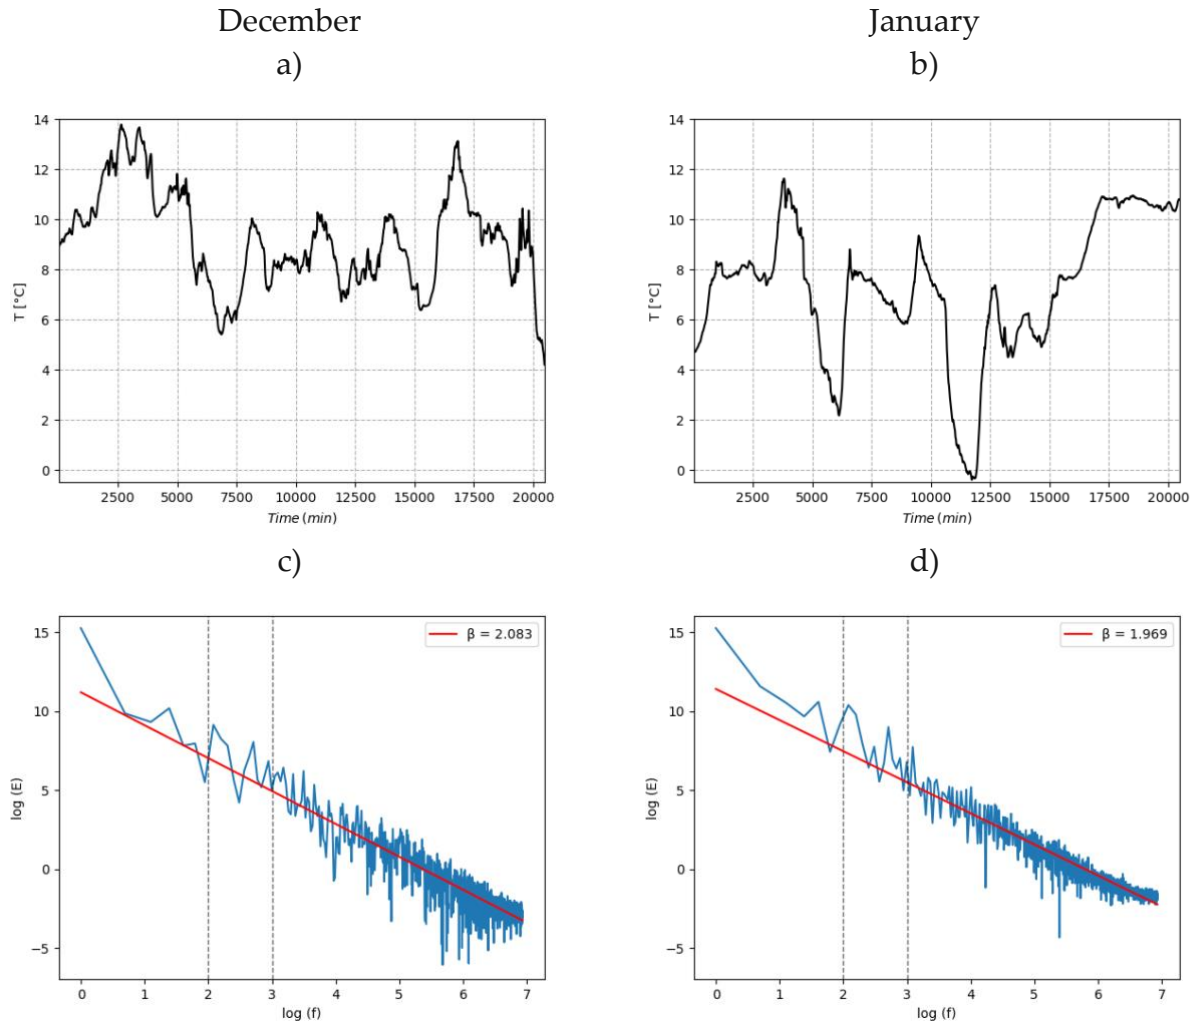 December
January
a)
b)
14
12
10
8
6
4
2
0
T [°C]
2500 5000 7500 10000 12500 15000 17500 20000
Time (min)
14
12
10
8
6
4
2
0
T [°C]
2500 5000 7500 10000 12500 15000 17500 20000
Time (min)
c)
d)
β = 2.083
15
10
5
0
−5
log (E)
0 1 2 3 4 5 6 7
log (f)
β = 1.969
15
10
5
0
−5
log (E)
0 1 2 3 4 5 6 7
log (f)